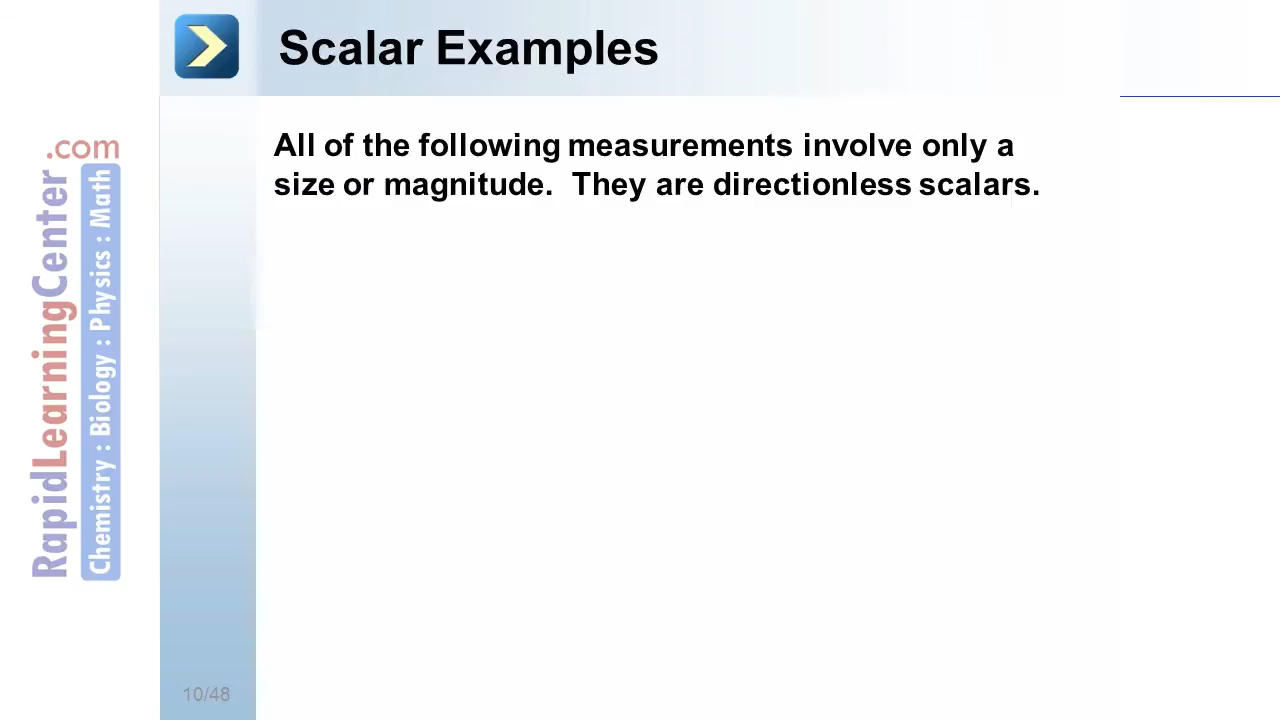 Scalar Examples
All of the following measurements involve only a
size or magnitude.  They are directionless scalars.
RapidLearningCenter
.com
Chemistry : Biology : Physics : Math
10/48